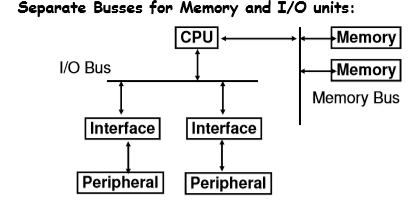 Separate Busses for Memory and I/O units:
CPU
Memory
I/O Bus
Memory
Memory Bus
Interface
Interface
Peripheral
Peripheral